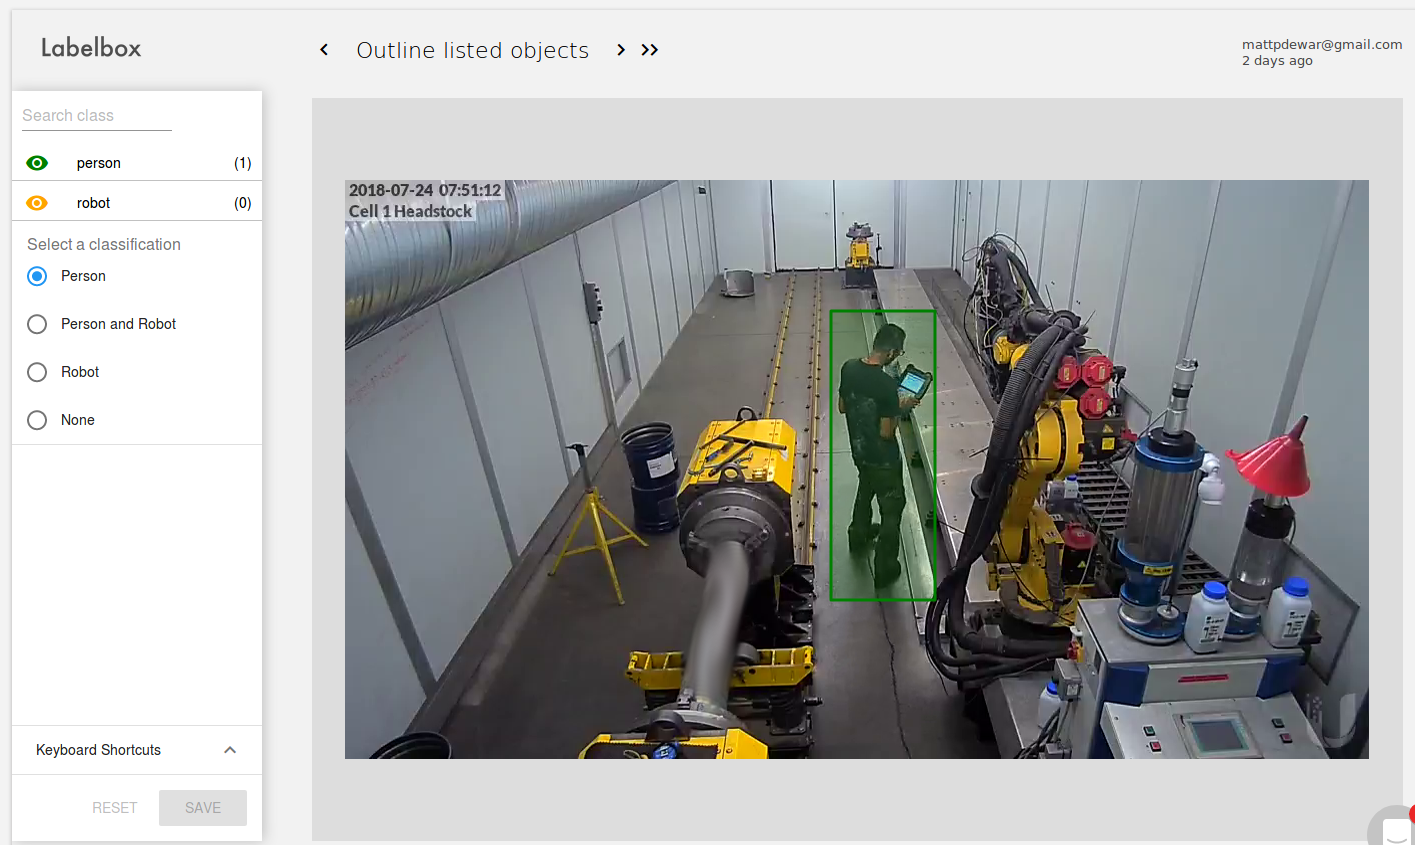 Labelbox
Outline listed objects
mattpdewar@gmail.com
2 days ago
Search class
person (1)
robot (0)
Select a classification
Person
Person and Robot
Robot
None
Keyboard Shortcuts
RESET SAVE
2018-07-24 07:51:12
Cell 1 Headstock